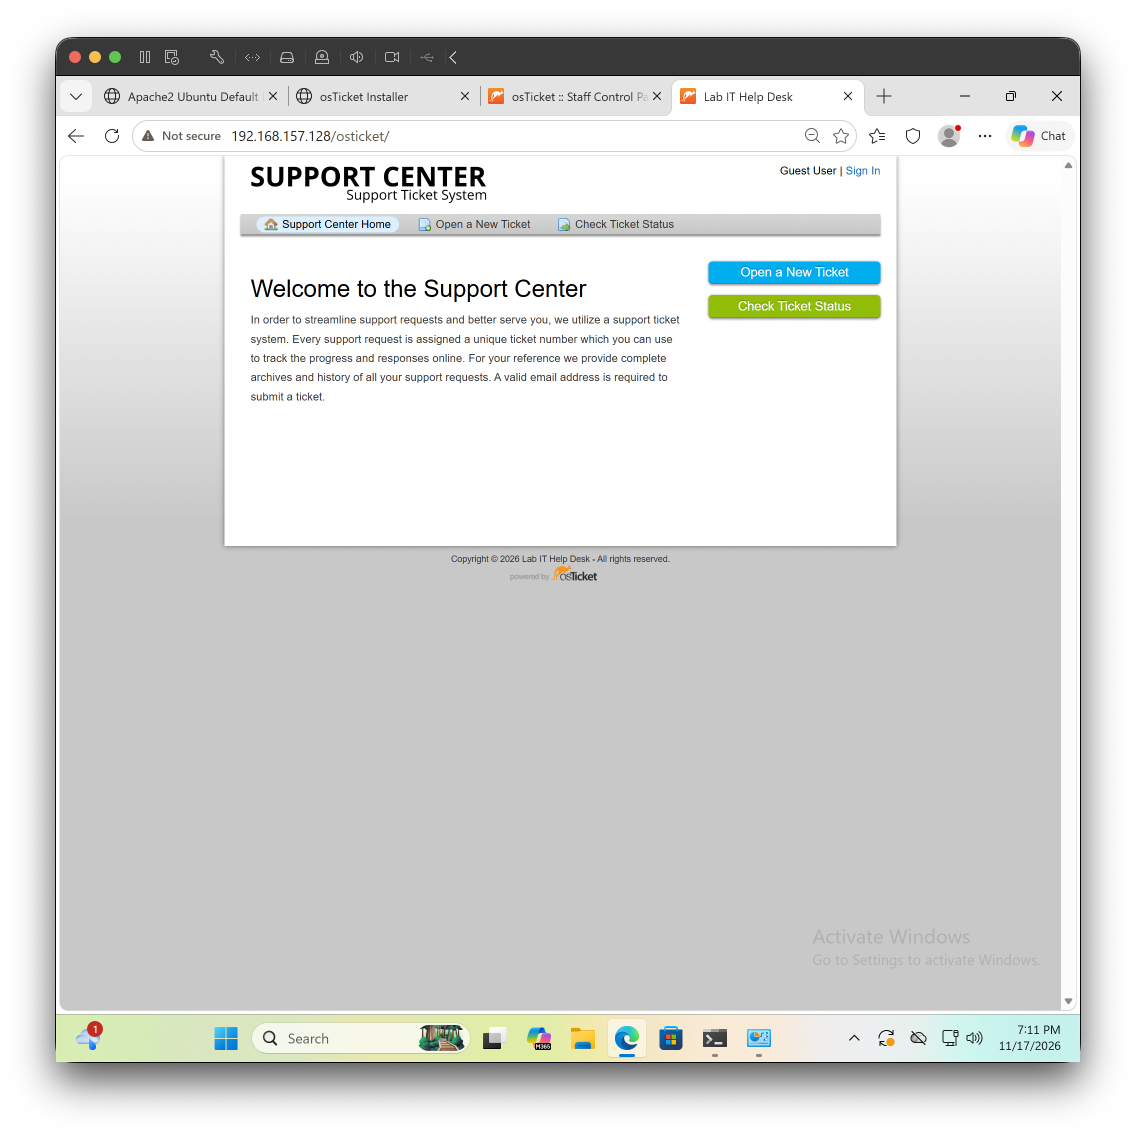 Apache2 Ubuntu Default
osTicket Installer
osTicket :: Staff Control Pa
Lab IT Help Desk
Not secure
192.168.157.128/osticket/
Chat
SUPPORT CENTER
Support Ticket System
Guest User | Sign In
Support Center Home
Open a New Ticket
Check Ticket Status
Open a New Ticket
Check Ticket Status
Welcome to the Support Center
In order to streamline support requests and better serve you, we utilize a support ticket
system. Every support request is assigned a unique ticket number which you can use
to track the progress and responses online. For your reference we provide complete
archives and history of all your support requests. A valid email address is required to
submit a ticket.
Copyright © 2026 Lab IT Help Desk - All rights reserved.
powered by osTicket
Activate Windows
Go to Settings to activate Windows.
1
Search
M365
7:11 PM
11/17/2026